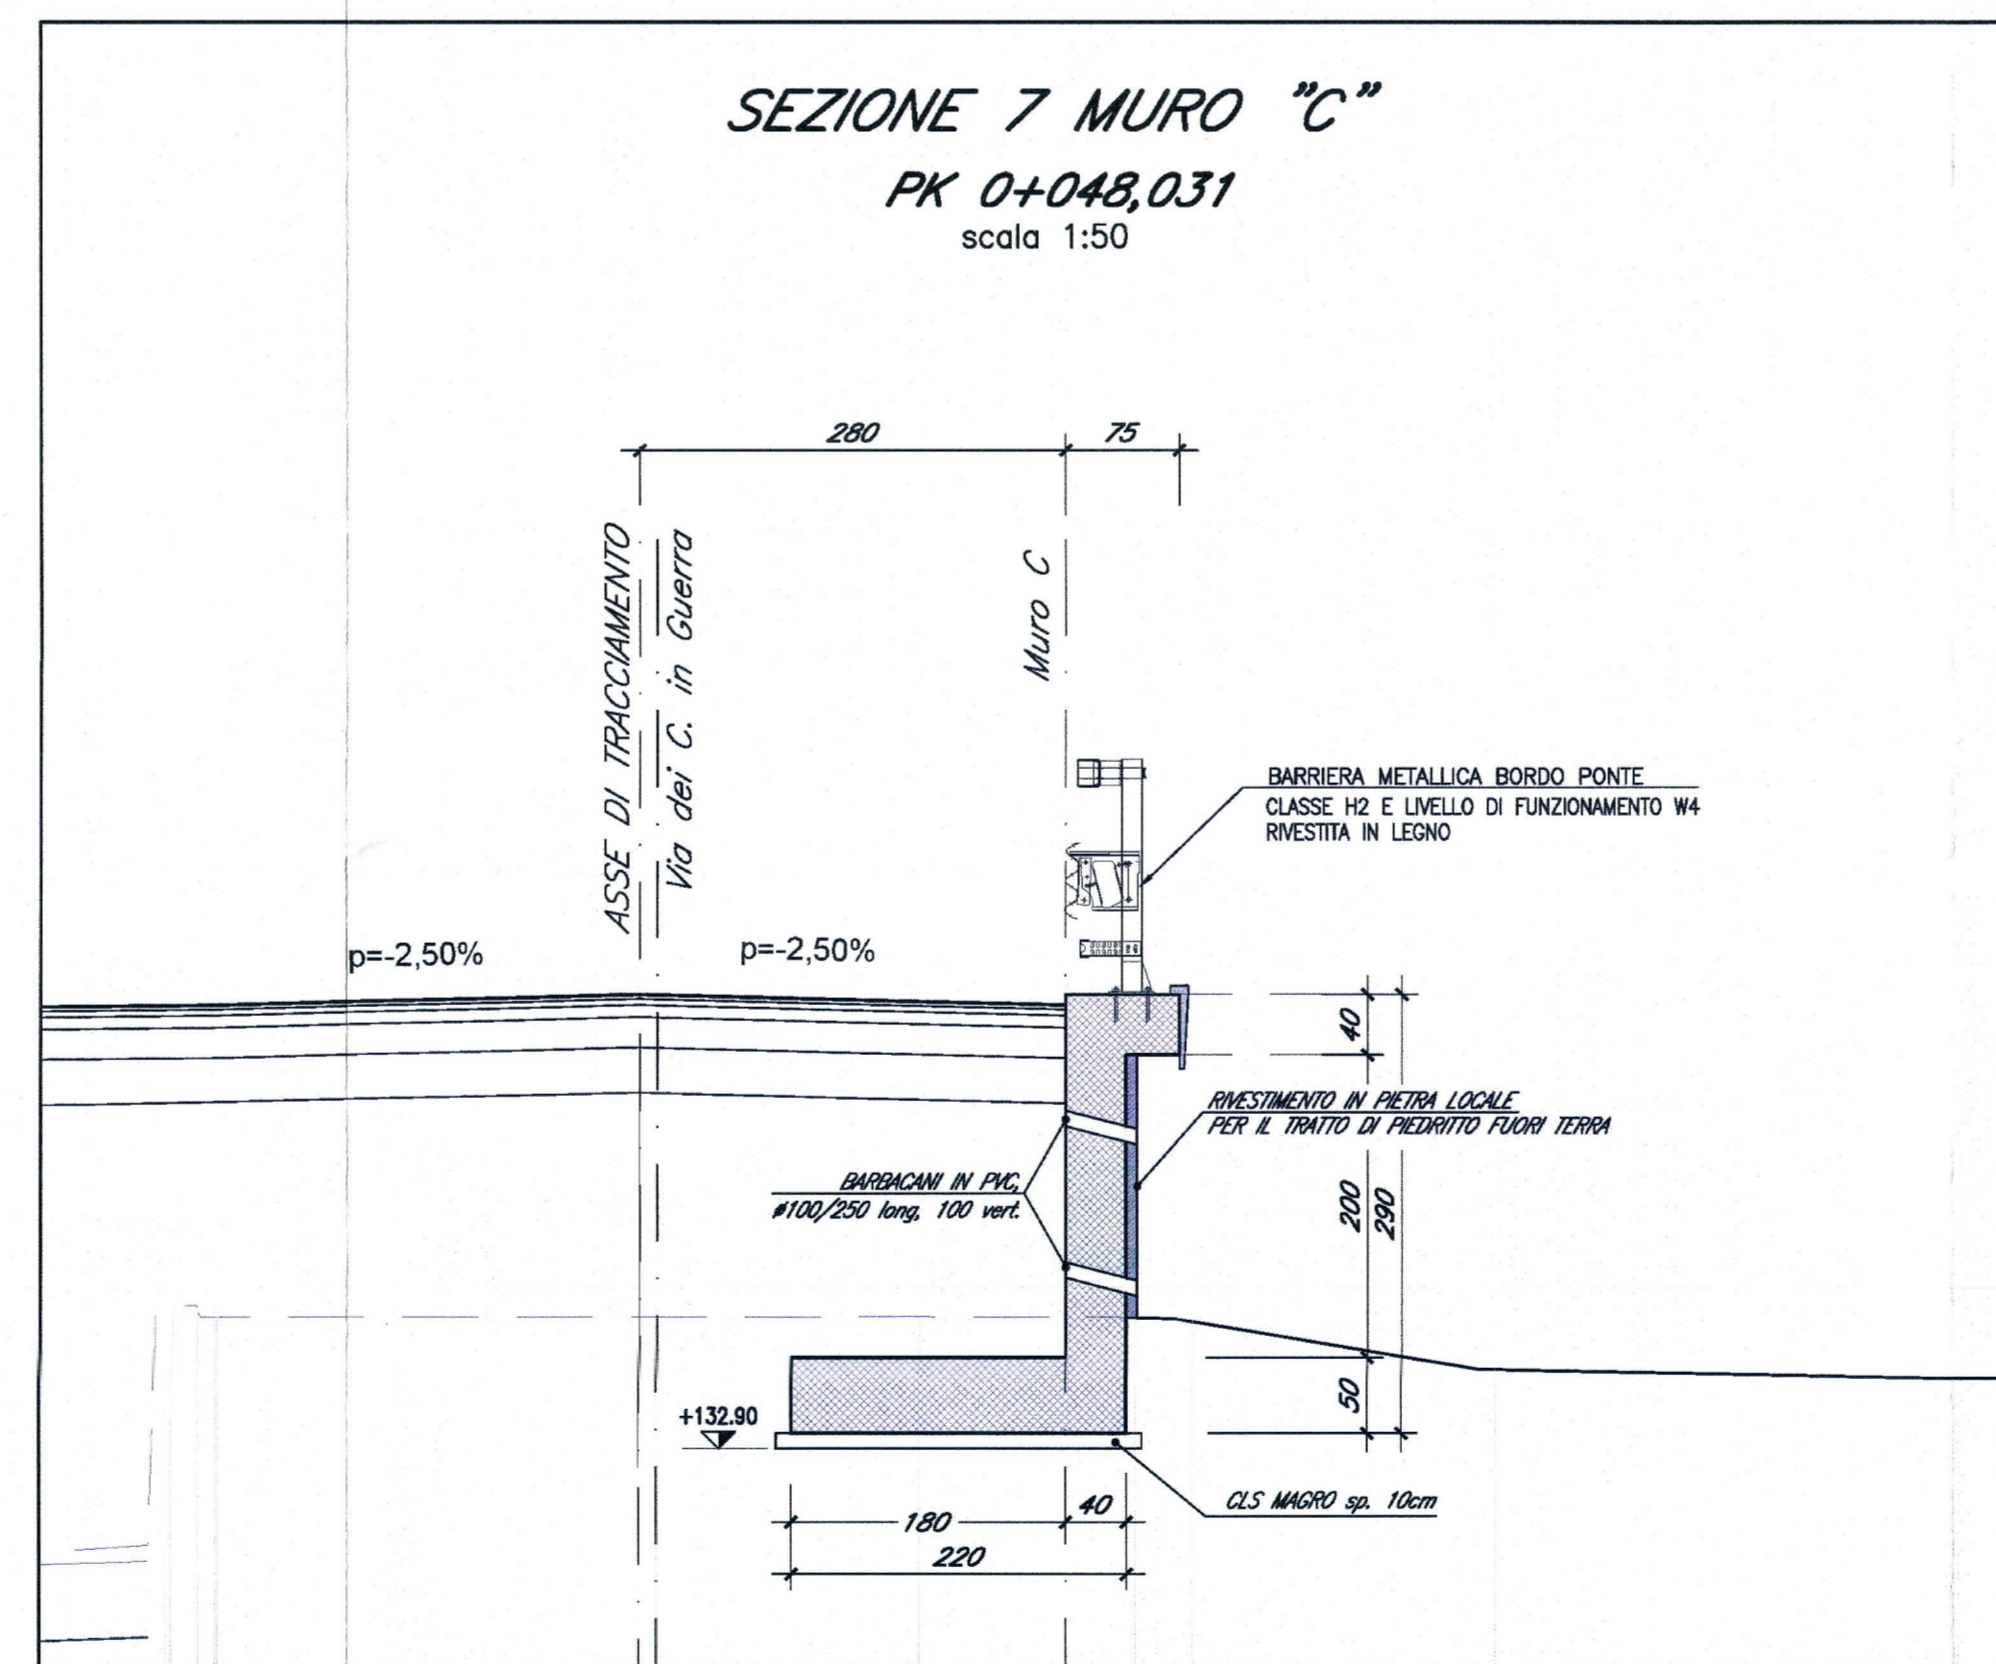 SEZIONE 7 MURO "C"
PK 0+048,031
scala 1:50
280
75
ASSE DI TRACCIAMENTO
Via dei C. in Guerra
Muro C
BARRIERA METALLICA BORDO PONTE
CLASSE H2 E LIVELLO DI FUNZIONAMENTO W4
RIVESTITA IN LEGNO
p=-2,50%
p=-2,50%
40
RIVESTIMENTO IN PIETRA LOCALE
PER IL TRATTO DI PIEDRITTO FUORI TERRA
BARBACANI IN PVC,
ø100/250 long, 100 vert.
200
290
50
+132.90
CLS MAGRO sp. 10cm
180
40
220